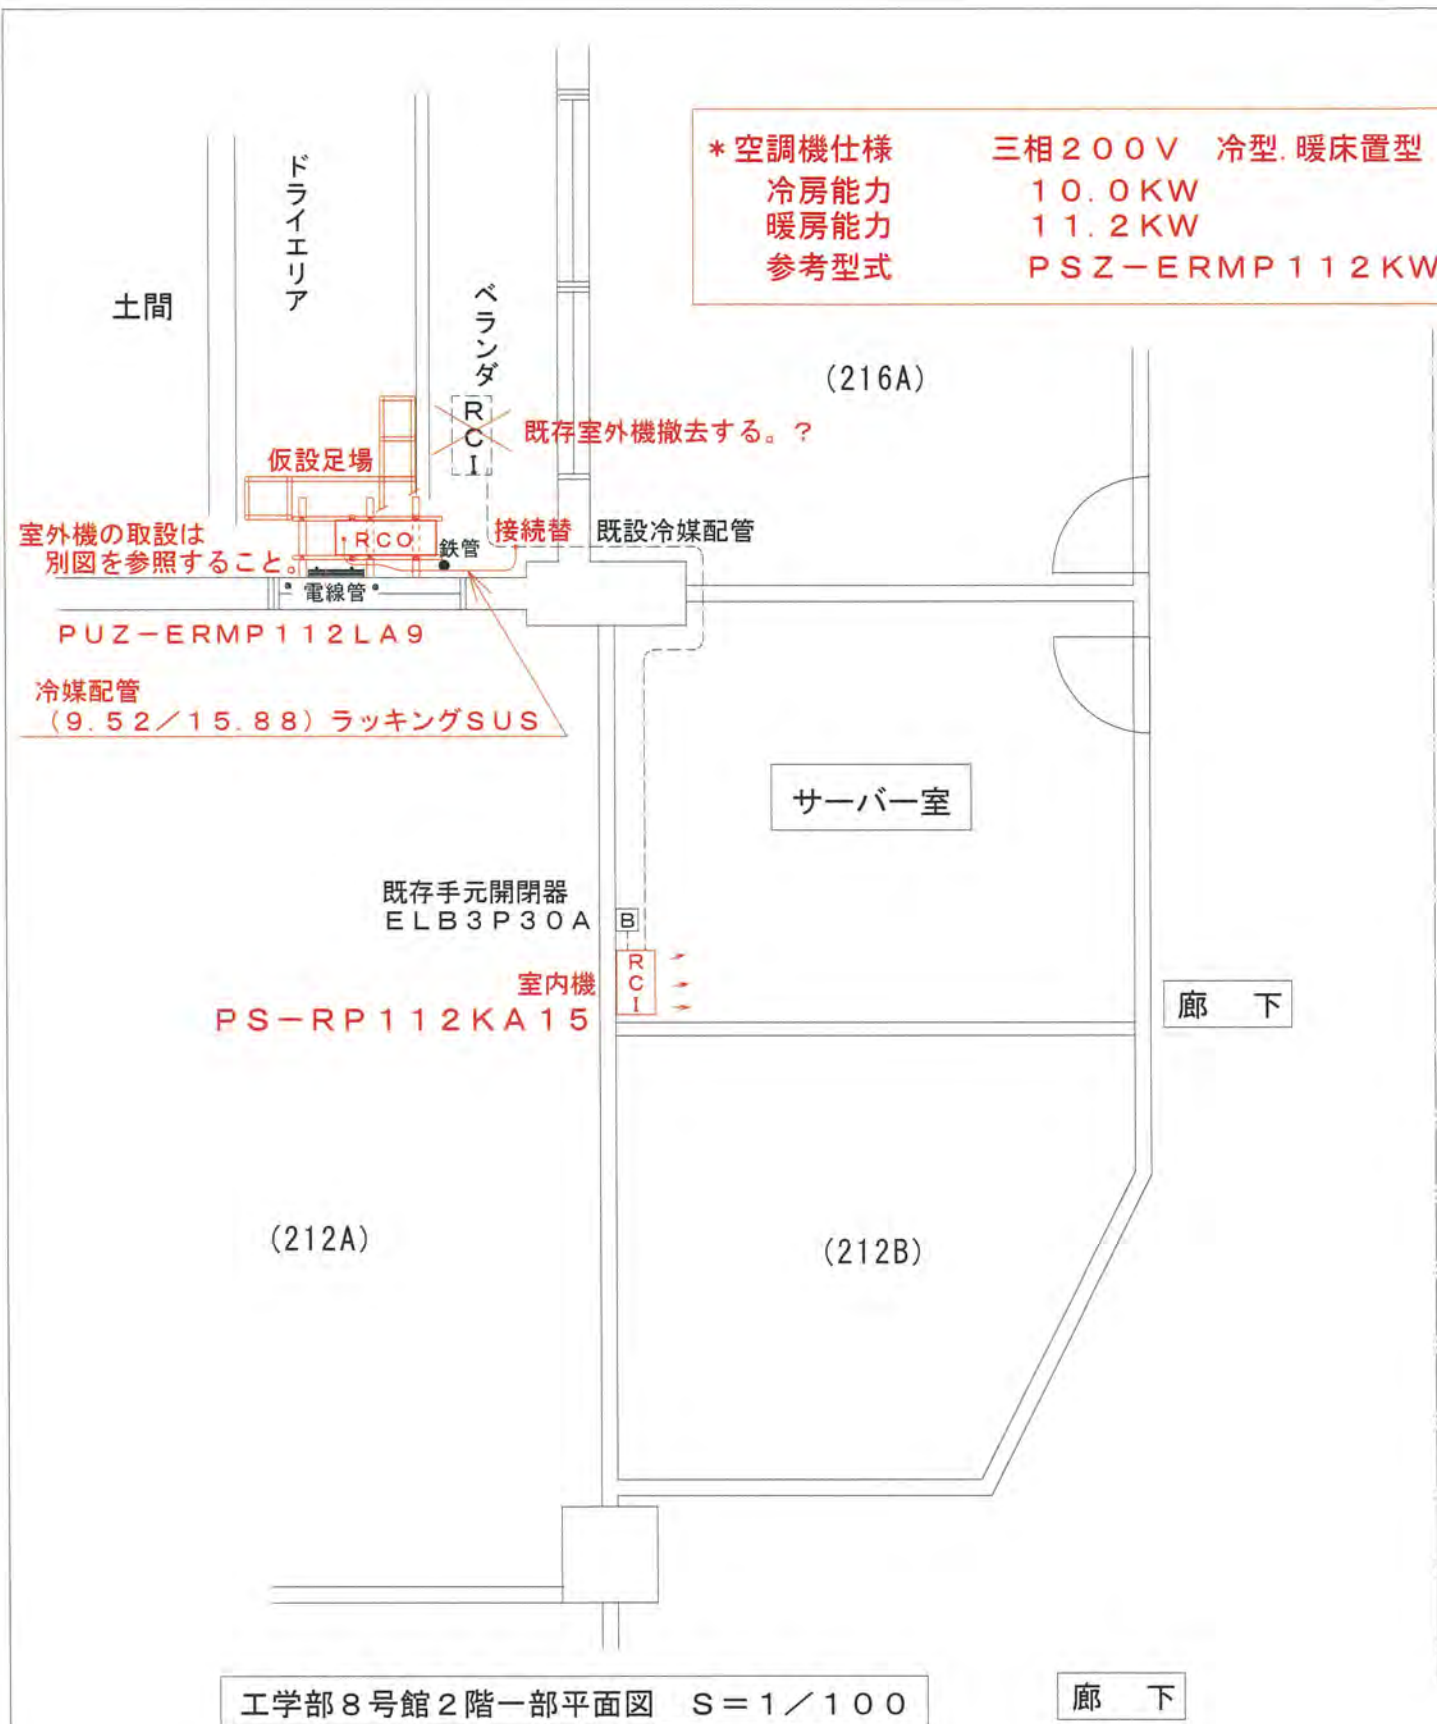 *空調機仕様 三相200V 冷型.暖床置型
冷房能力 10.0KW
暖房能力 11.2KW
参考型式 PSZ-ERMP112KW
ドライエリア
土間
ベランダ
(216A)
RCI
既存室外機撤去する。?
仮設足場
室外機の取設は
別図を参照すること。
RCO
鉄管
接続替
既設冷媒配管
電線管
PUZ-ERMP112LA9
冷媒配管
(9.52/15.88)ラッキングSUS
サーバー室
既存手元開閉器
ELB3P30A
B
室内機
RCI
PS-RP112KA15
廊 下
(212A)
(212B)
工学部8号館2階一部平面図 S=1/100
廊 下